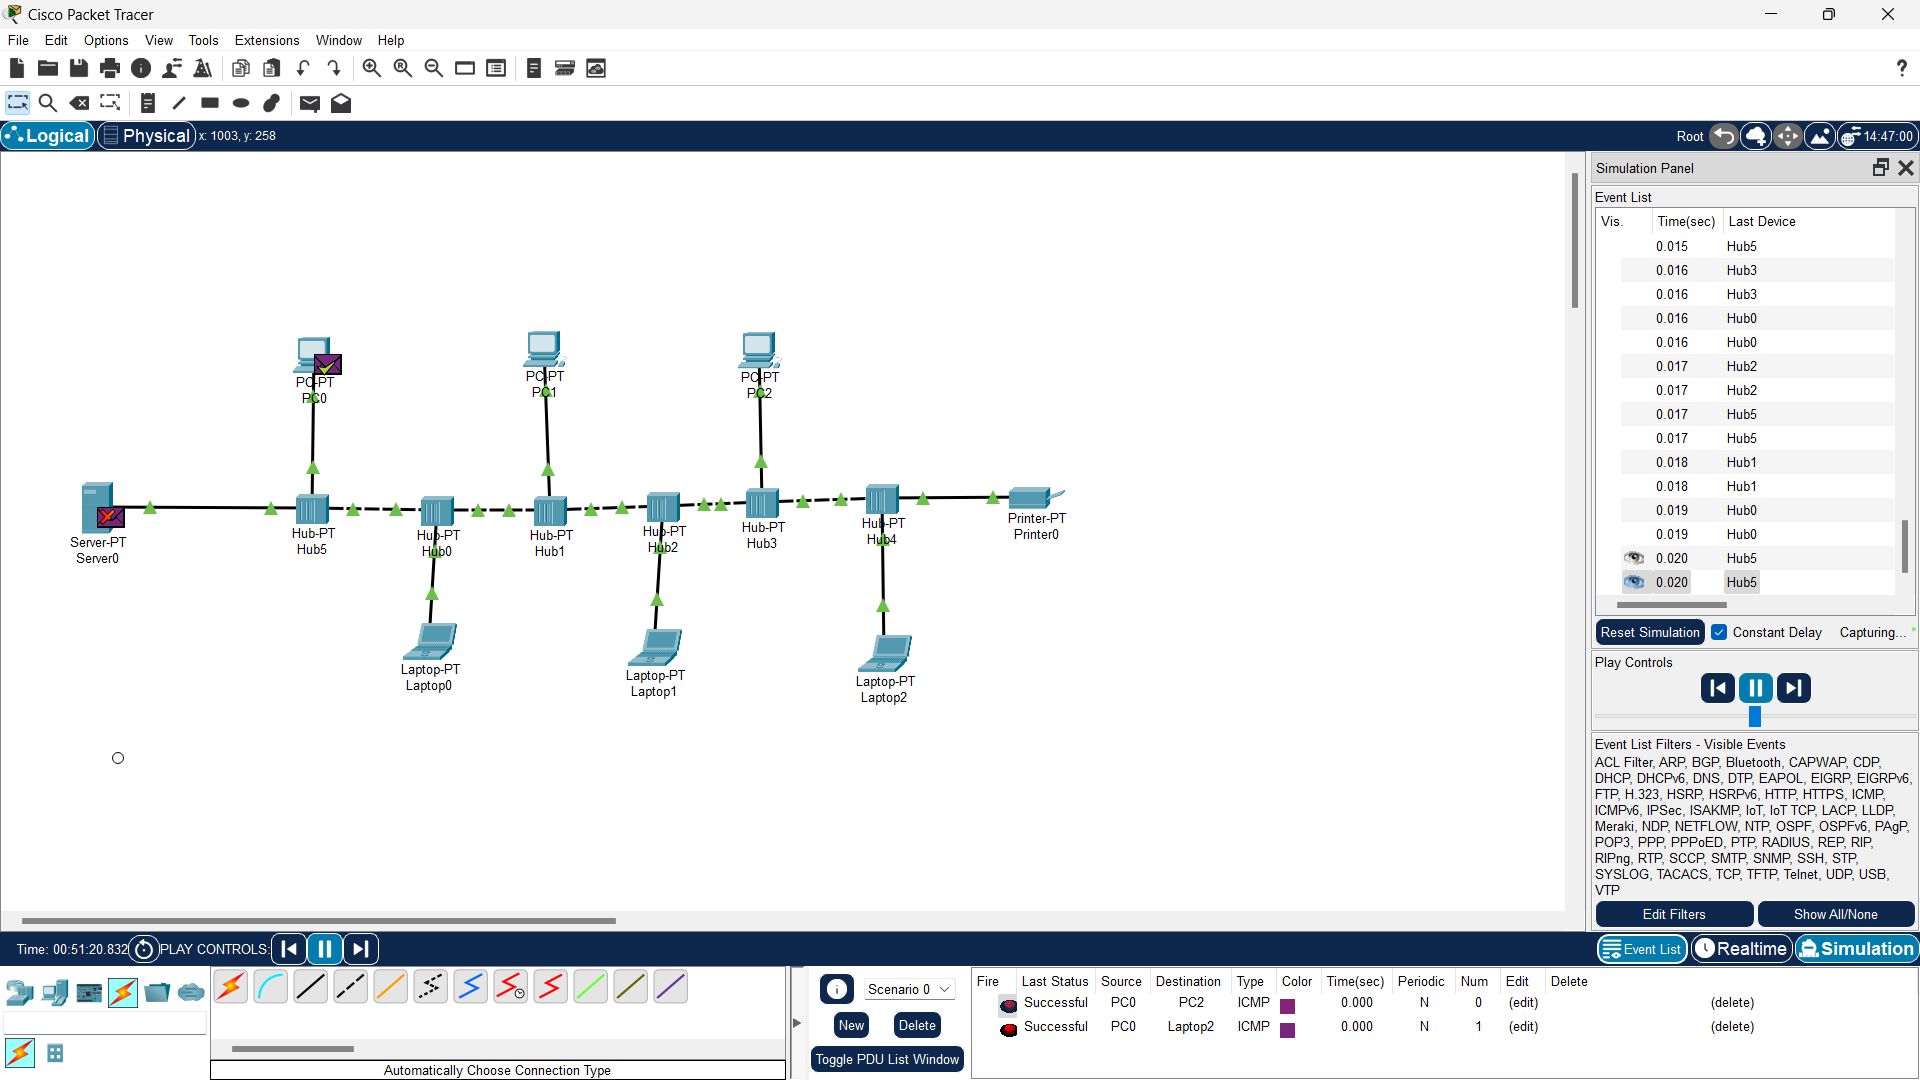 Cisco Packet Tracer
File Edit Options View Tools Extensions Window Help
?
Logical Physical x: 1003, y: 258 Root 14:47:00
Simulation Panel
Event List
Vis. Time(sec) Last Device
0.015 Hub5
0.016 Hub3
0.016 Hub3
0.016 Hub0
0.016 Hub0
0.017 Hub2
0.017 Hub2
0.017 Hub5
0.017 Hub5
0.018 Hub1
0.018 Hub1
0.019 Hub0
0.019 Hub0
0.020 Hub5
0.020 Hub5
Reset Simulation Constant Delay Capturing... *
Play Controls
Event List Filters - Visible Events
ACL Filter, ARP, BGP, Bluetooth, CAPWAP, CDP,
DHCP, DHCPv6, DNS, DTP, EAPOL, EIGRP, EIGRPv6,
FTP, H.323, HSRP, HSRPv6, HTTP, HTTPS, ICMP,
ICMPv6, IPSec, ISAKMP, IoT, IoT TCP, LACP, LLDP,
Meraki, NDP, NETFLOW, NTP, OSPF, OSPFv6, PAgP,
POP3, PPP, PPPoED, PTP, RADIUS, REP, RIP,
RIPng, RTP, SCCP, SMTP, SNMP, SSH, STP,
SYSLOG, TACACS, TCP, TFTP, Telnet, UDP, USB,
VTP
Edit Filters Show All/None
PC-PT
PC0
PC-PT
PC1
PC-PT
PC2
Server-PT
Server0
Hub-PT
Hub5
Hub-PT
Hub0
Hub-PT
Hub1
Hub-PT
Hub2
Hub-PT
Hub3
Hub-PT
Hub4
Printer-PT
Printer0
Laptop-PT
Laptop0
Laptop-PT
Laptop1
Laptop-PT
Laptop2
Time: 00:51:20.832 PLAY CONTROLS: Event List Realtime Simulation
Automatically Choose Connection Type
Scenario 0
New Delete
Toggle PDU List Window
Fire Last Status Source Destination Type Color Time(sec) Periodic Num Edit Delete
Successful PC0 PC2 ICMP 0.000 N 0 (edit) (delete)
Successful PC0 Laptop2 ICMP 0.000 N 1 (edit) (delete)